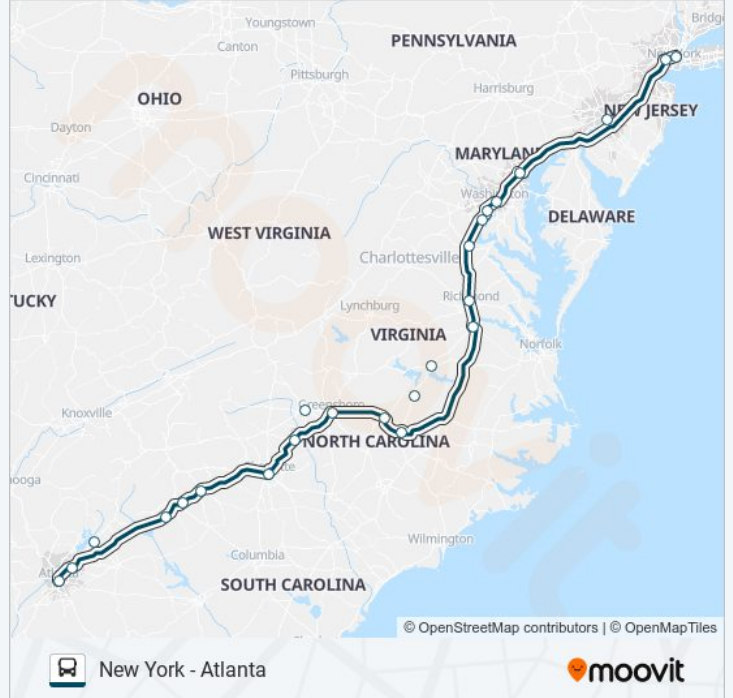 Youngstown
Bridge
PENNSYLVANIA
Canton
New York
Pittsburgh
Harrisburg
OHIO
NEW JERSEY
Dayton
MARYLAN
Cincinnati
Washington
DELAWARE
WEST VIRGINIA
Charlottesville
Lexington
TUCKY
Richmond
Lynchburg
VIRGINIA
Norfolk
Greensboro
Knoxville
NORTH CAROLINA
ooga
Wilmington
Columbia
Atlanta
SOUTH CAROLINA
© OpenStreetMap contributors | © OpenMapTiles
New York - Atlanta
moovit